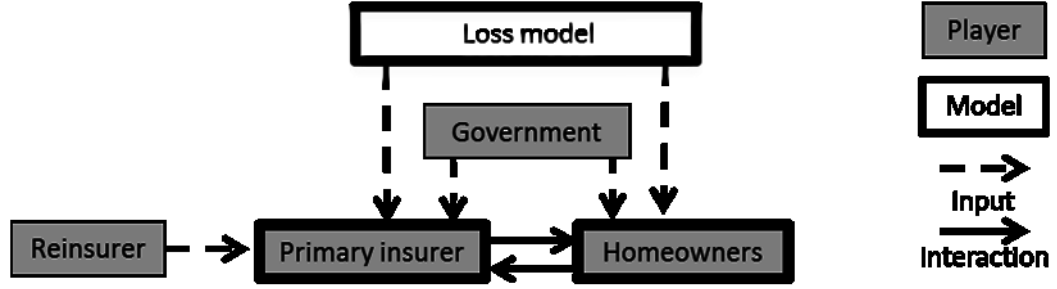 Loss model
Player
Government
Model
Input
Reinsurer
Primary insurer
Homeowners
Interaction